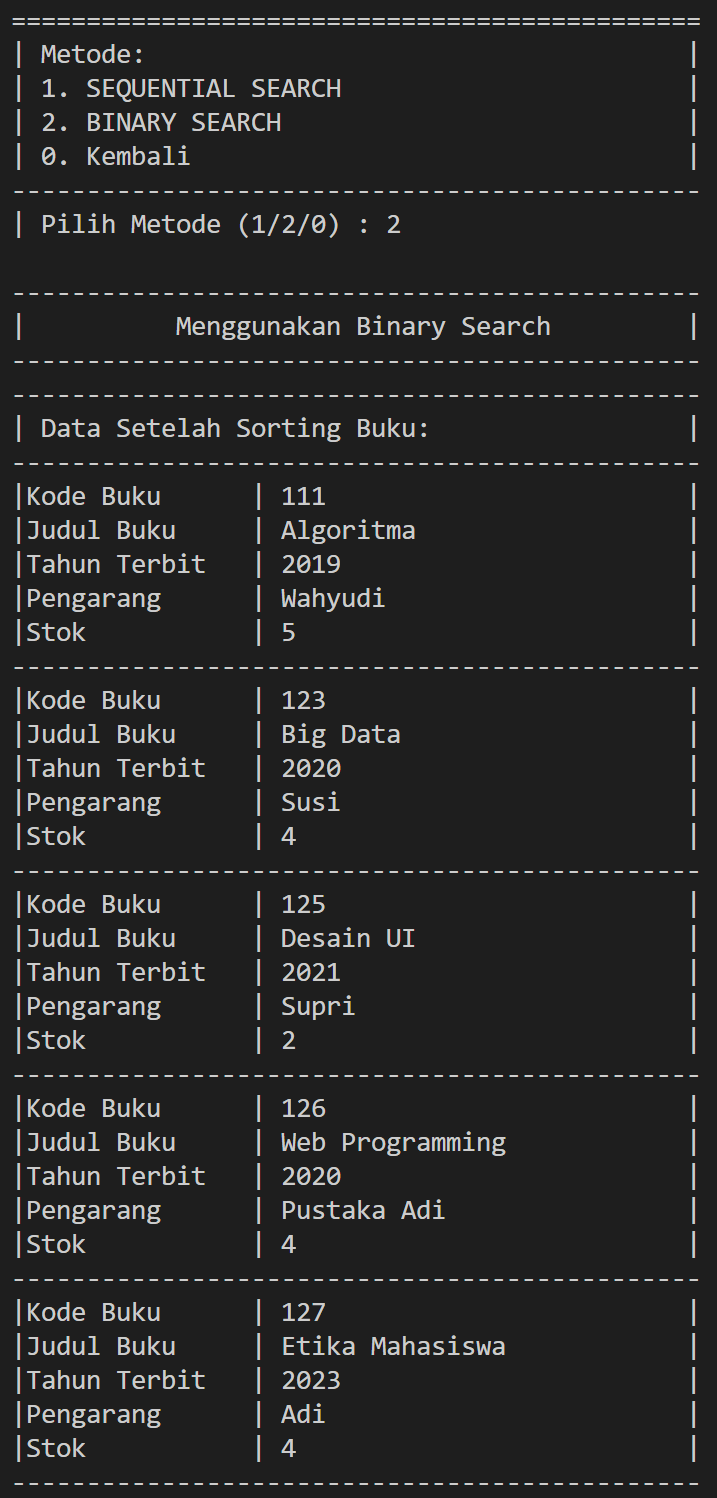 ==============================================
| Metode:                                    |
| 1. SEQUENTIAL SEARCH                       |
| 2. BINARY SEARCH                           |
| 0. Kembali                                 |
----------------------------------------------
| Pilih Metode (1/2/0) : 2

----------------------------------------------
|          Menggunakan Binary Search         |
----------------------------------------------
----------------------------------------------
| Data Setelah Sorting Buku:                 |
----------------------------------------------
|Kode Buku      | 111                        |
|Judul Buku     | Algoritma                  |
|Tahun Terbit   | 2019                       |
|Pengarang      | Wahyudi                    |
|Stok           | 5                          |
----------------------------------------------
|Kode Buku      | 123                        |
|Judul Buku     | Big Data                   |
|Tahun Terbit   | 2020                       |
|Pengarang      | Susi                       |
|Stok           | 4                          |
----------------------------------------------
|Kode Buku      | 125                        |
|Judul Buku     | Desain UI                  |
|Tahun Terbit   | 2021                       |
|Pengarang      | Supri                      |
|Stok           | 2                          |
----------------------------------------------
|Kode Buku      | 126                        |
|Judul Buku     | Web Programming            |
|Tahun Terbit   | 2020                       |
|Pengarang      | Pustaka Adi                |
|Stok           | 4                          |
----------------------------------------------
|Kode Buku      | 127                        |
|Judul Buku     | Etika Mahasiswa            |
|Tahun Terbit   | 2023                       |
|Pengarang      | Adi                        |
|Stok           | 4                          |
----------------------------------------------